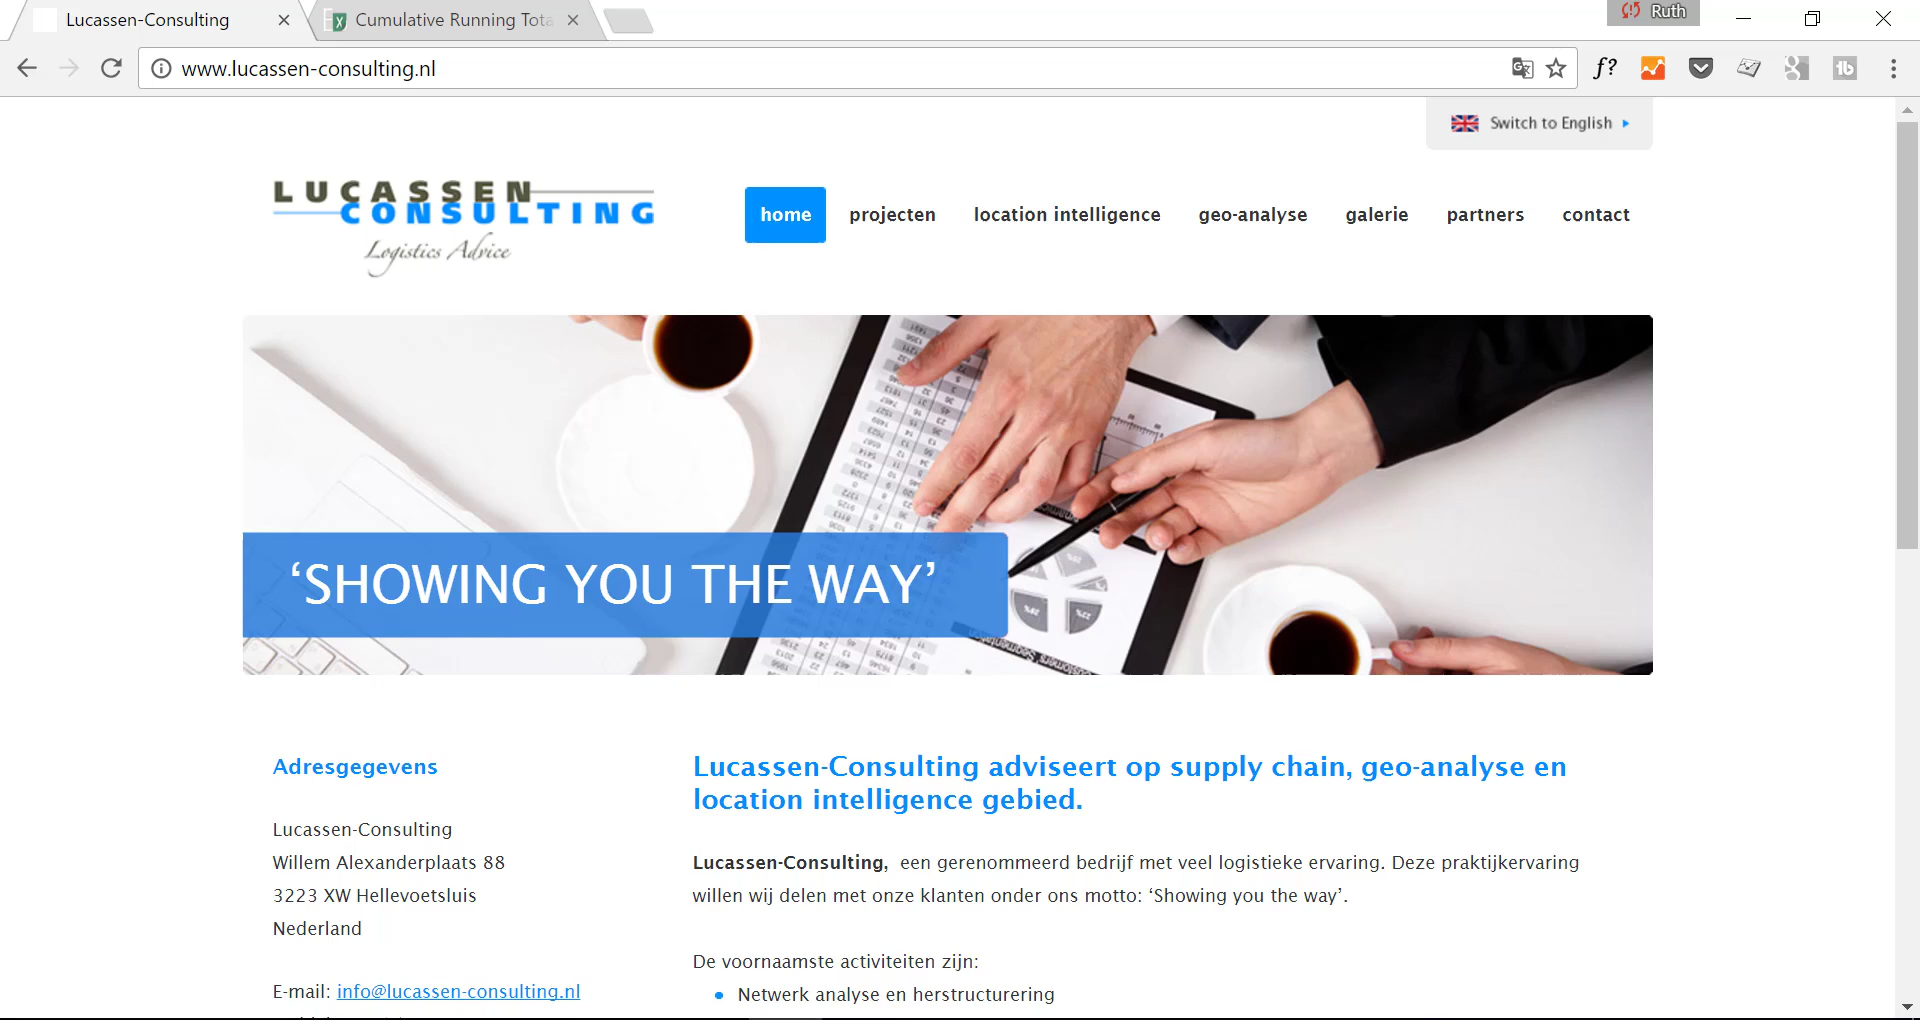 Lucassen-Consulting
Cumulative Running Tota
Ruth
www.lucassen-consulting.nl
f?
Switch to English
LUCASSEN
CONSULTING
Logistics Advice
home projecten location intelligence geo-analyse galerie partners contact
‘SHOWING YOU THE WAY’
Adresgegevens
Lucassen-Consulting
Willem Alexanderplaats 88
3223 XW Hellevoetsluis
Nederland
E-mail: info@lucassen-consulting.nl
Lucassen-Consulting adviseert op supply chain, geo-analyse en
location intelligence gebied.
Lucassen-Consulting, een gerenommeerd bedrijf met veel logistieke ervaring. Deze praktijkervaring
willen wij delen met onze klanten onder ons motto: ‘Showing you the way’.
De voornaamste activiteiten zijn:
Netwerk analyse en herstructurering